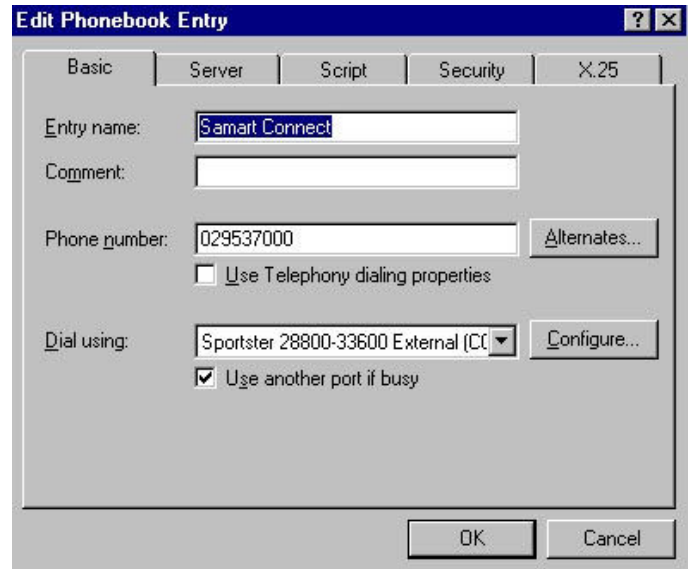 Edit Phonebook Entry
Basic Server Script Security X.25
Entry name: Samart Connect
Comment:
Phone number: 029537000 Alternates...
Use Telephony dialing properties
Dial using: Sportster 28800-33600 External (CO Configure...
Use another port if busy
OK Cancel